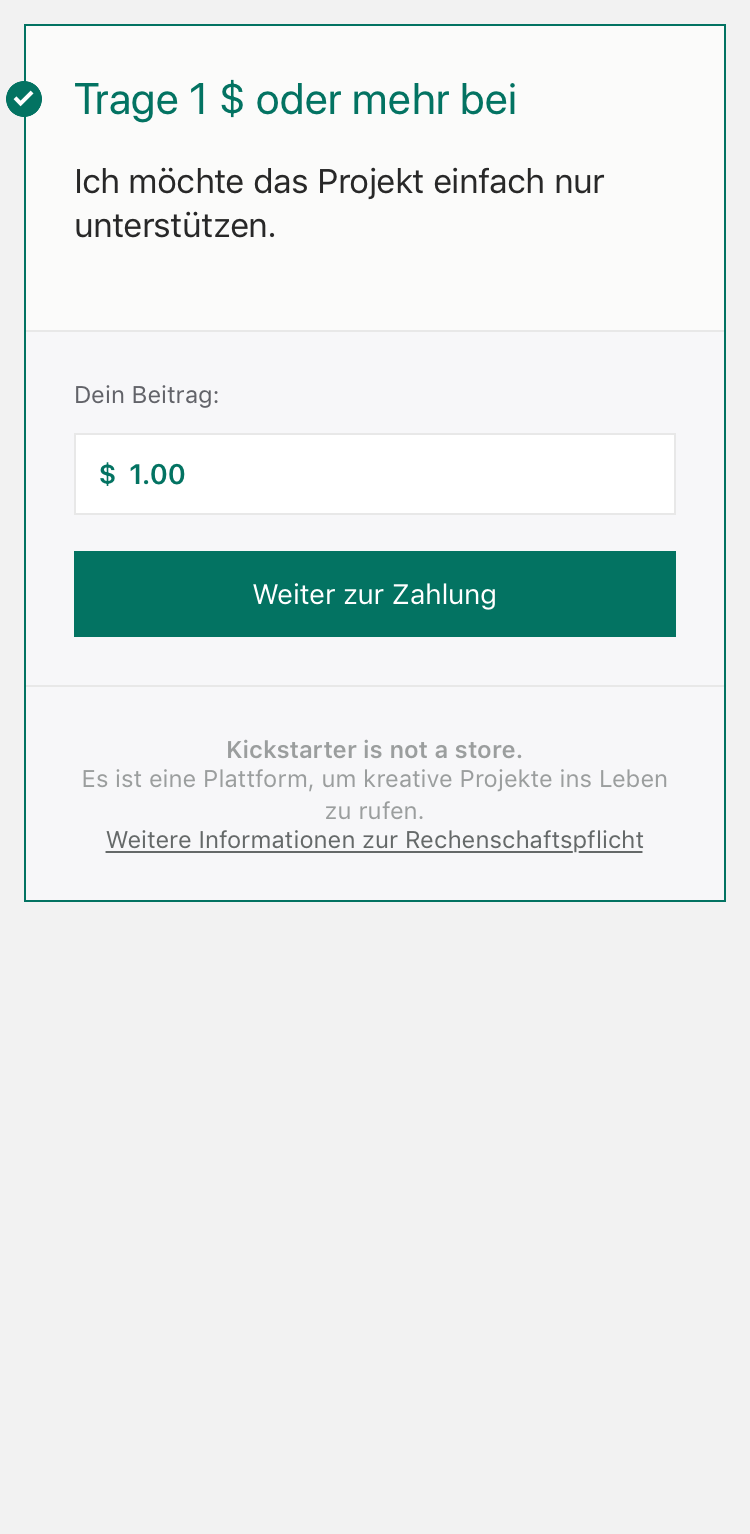 Trage 1 $ oder mehr bei
Ich möchte das Projekt einfach nur
unterstützen.
Dein Beitrag:
$ 1.00
Weiter zur Zahlung
Kickstarter is not a store.
Es ist eine Plattform, um kreative Projekte ins Leben
zu rufen.
Weitere Informationen zur Rechenschaftspflicht